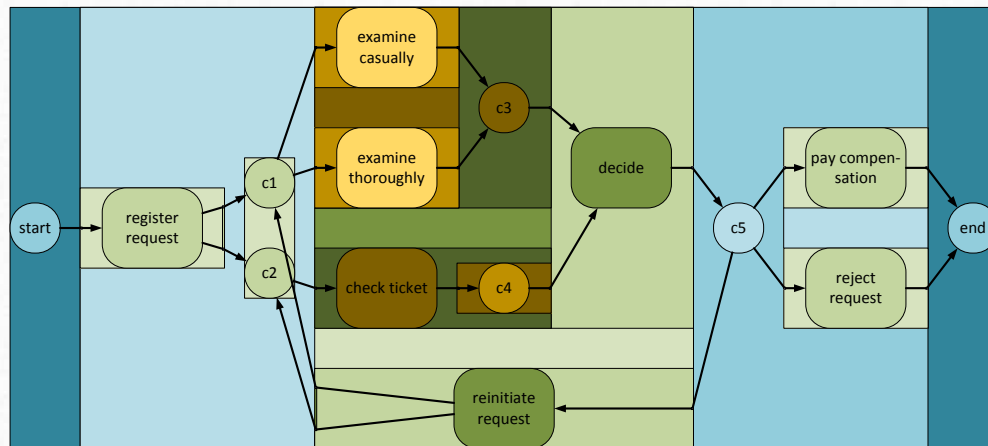 examine
casually
c3
examine
thoroughly
decide
pay compen-
sation
c1
register
request
start
c5
end
c2
check ticket
c4
reject
request
reinitiate
request